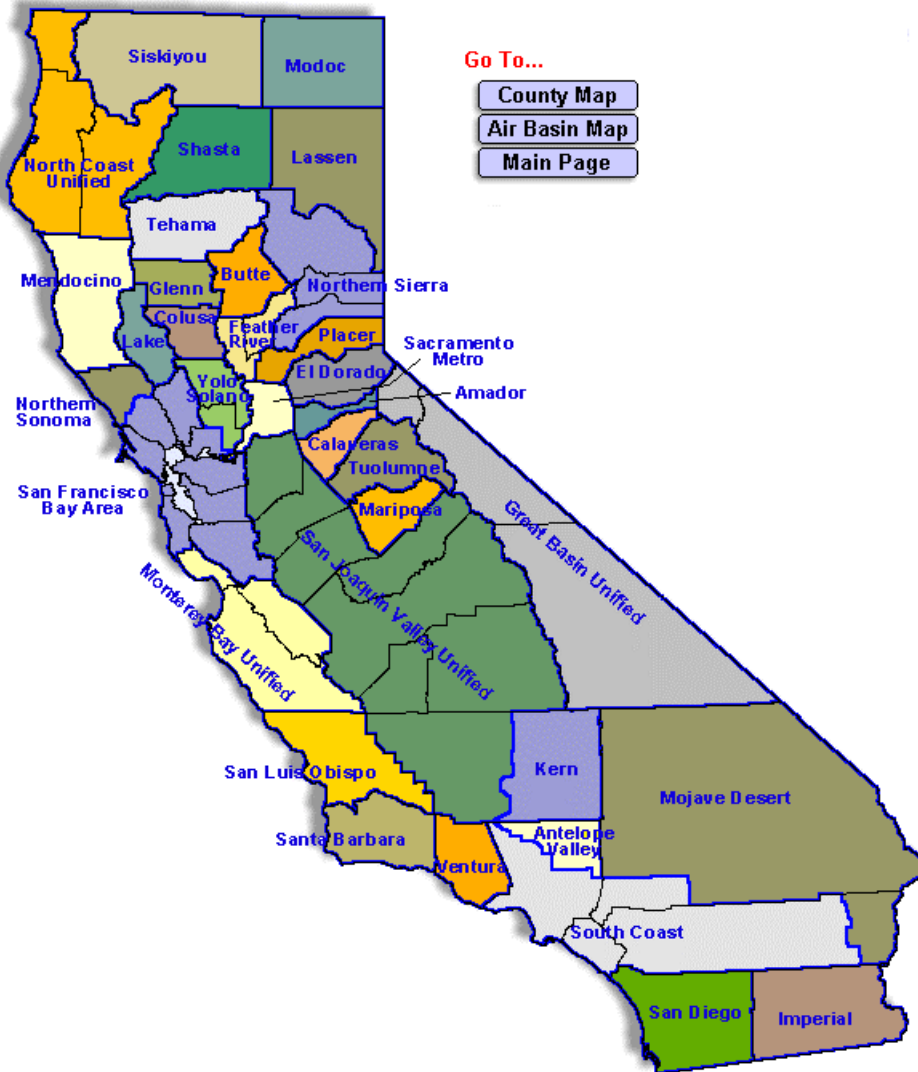 Siskiyou
Modoc
Go To...
County Map
Air Basin Map
Main Page
North Coast
Unified
Shasta
Lassen
Tehama
Mendocino
Glenn
Butte
Northern Sierra
Colusa
Lake
Feather
River
Placer
Sacramento
Metro
El Dorado
Yolo
Solano
Amador
Northern
Sonoma
Calaveras
Tuolumne
San Francisco
Bay Area
Mariposa
Great Basin Unified
San Joaquin Valley Unified
Monterey Bay Unified
San Luis Obispo
Kern
Mojave Desert
Santa Barbara
Antelope
Valley
Ventura
South Coast
San Diego
Imperial